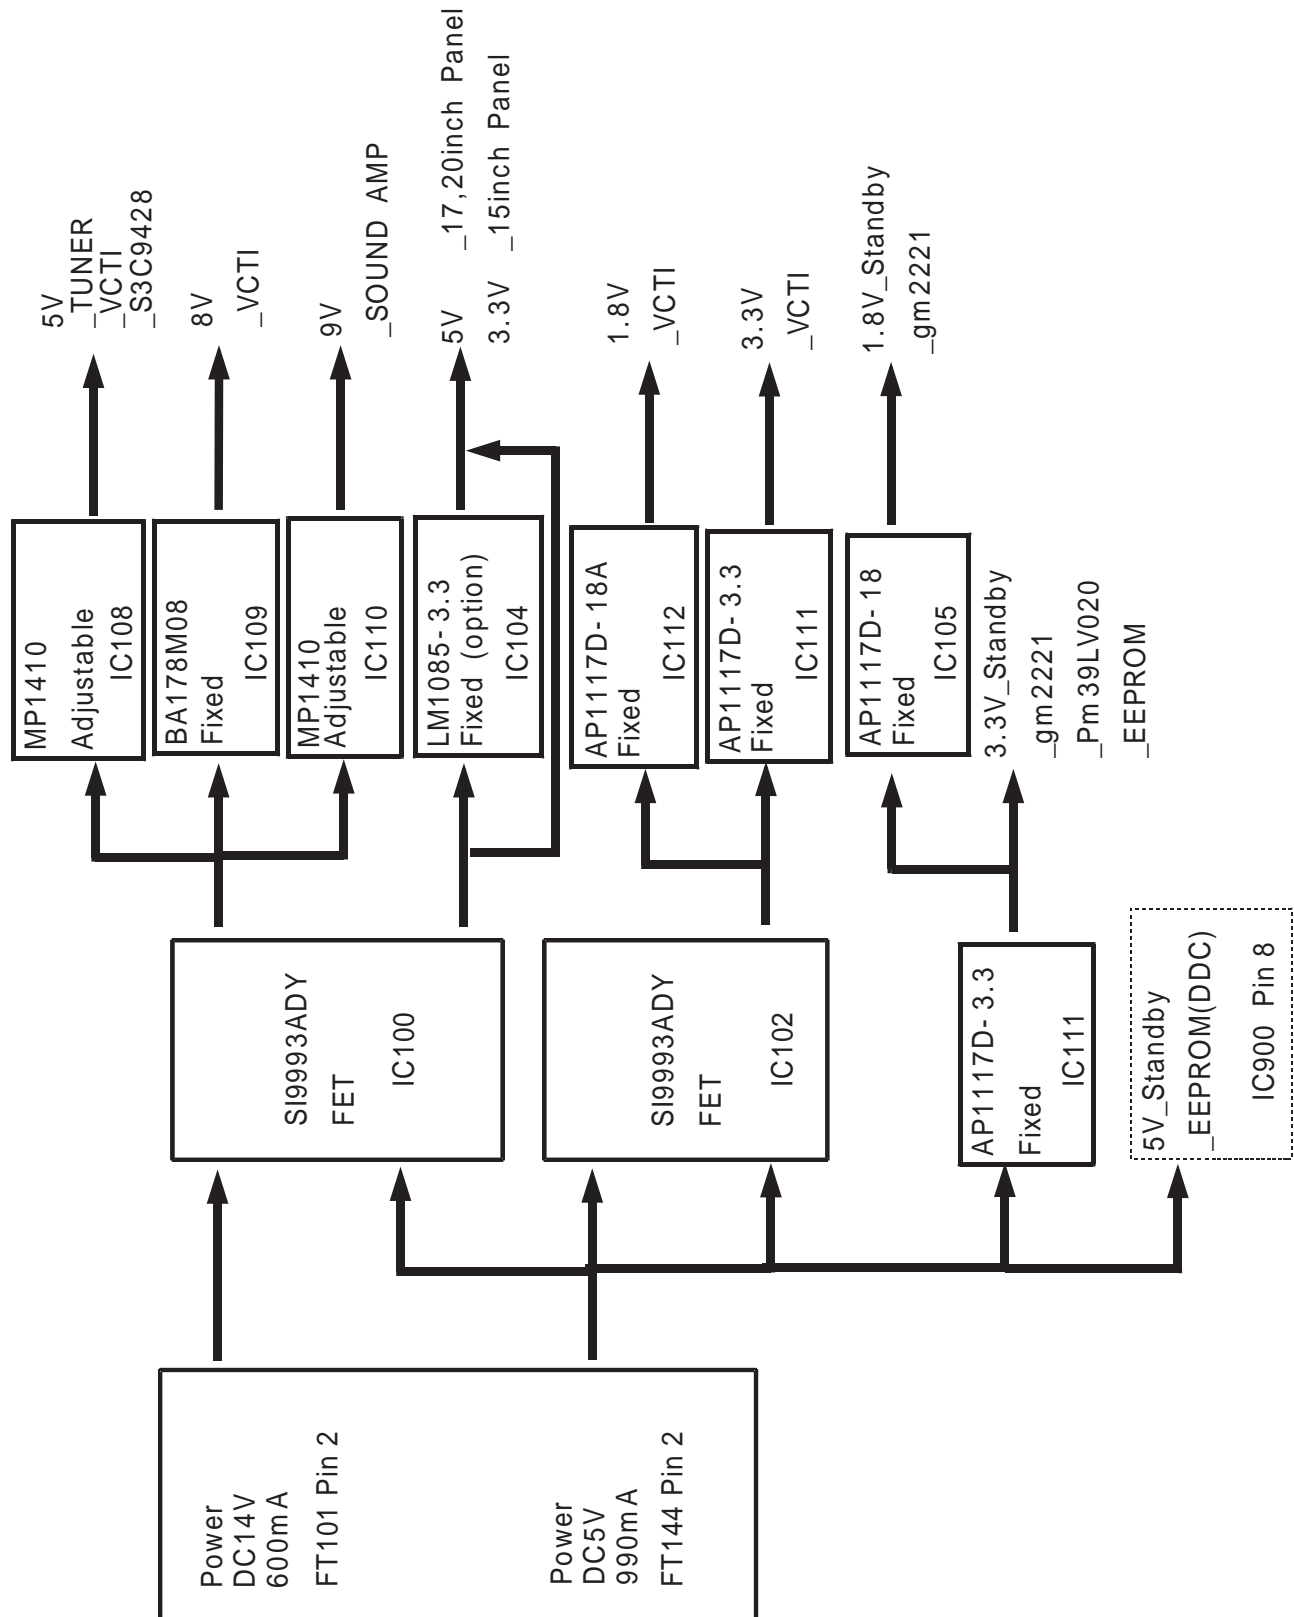 Power
DC14V
600mA
FT101 Pin 2
Power
DC5V
990mA
FT144 Pin 2
SI9993ADY
FET
IC100
SI9993ADY
FET
IC102
AP1117D-3.3
Fixed
IC111
5V_Standby
_EEPROM(DDC)
IC900 Pin 8
MP1410
Adjustable
IC108
BA178M08
Fixed
IC109
MP1410
Adjustable
IC110
LM1085-3.3
Fixed (option)
IC104
AP1117D-18A
Fixed
IC112
AP1117D-3.3
Fixed
IC111
AP1117D-18
Fixed
IC105
3.3V_Standby
_gm2221
_Pm39LV020
_EEPROM
5V
_TUNER
_VCTI
_S3C9428
8V
_VCTI
9V
_SOUND AMP
5V _17,20inch Panel
3.3V _15inch Panel
1.8V
_VCTI
3.3V
_VCTI
1.8V_Standby
_gm2221